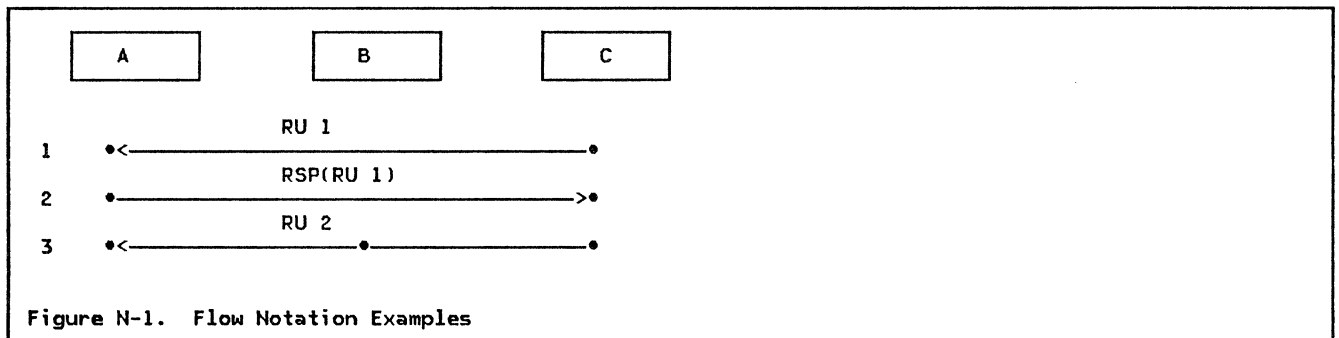 A B C
RU 1
1
RSP(RU 1)
2
RU 2
3
Figure N-1. Flow Notation Examples